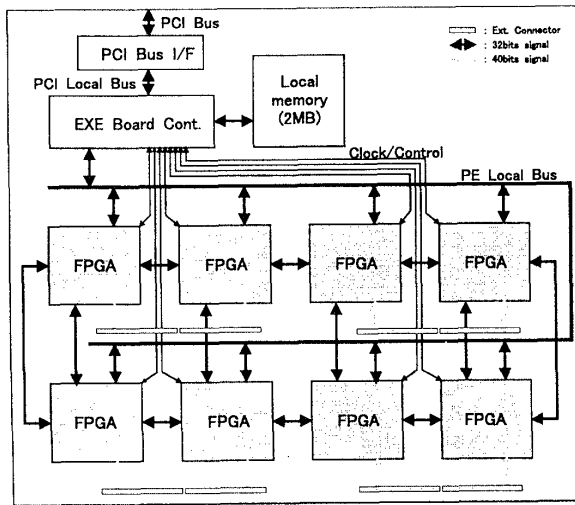 PCI Bus
: Ext. Connector
: 32bits signal
: 40bits signal
PCI Bus I/F
PCI Local Bus
Local
memory
(2MB)
EXE Board Cont.
Clock/Control
PE Local Bus
FPGA
FPGA
FPGA
FPGA
FPGA
FPGA
FPGA
FPGA